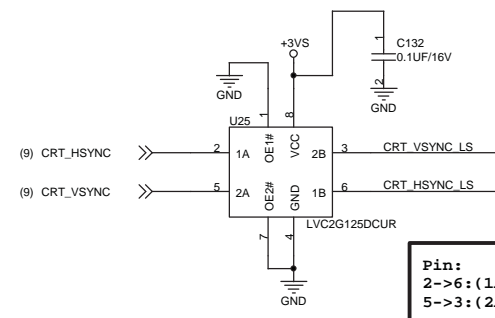 +3VS
1
C132
0.1UF/16V
2
GND
GND
U25
1
8
OE1#
VCC
(9) CRT_HSYNC
2
1A
2B
3
CRT_VSYNC_LS
(9) CRT_VSYNC
5
2A
1B
6
CRT_HSYNC_LS
OE2#
GND
LVC2G125DCUR
7
4
GND
Pin:
2->6:(1
5->3:(2